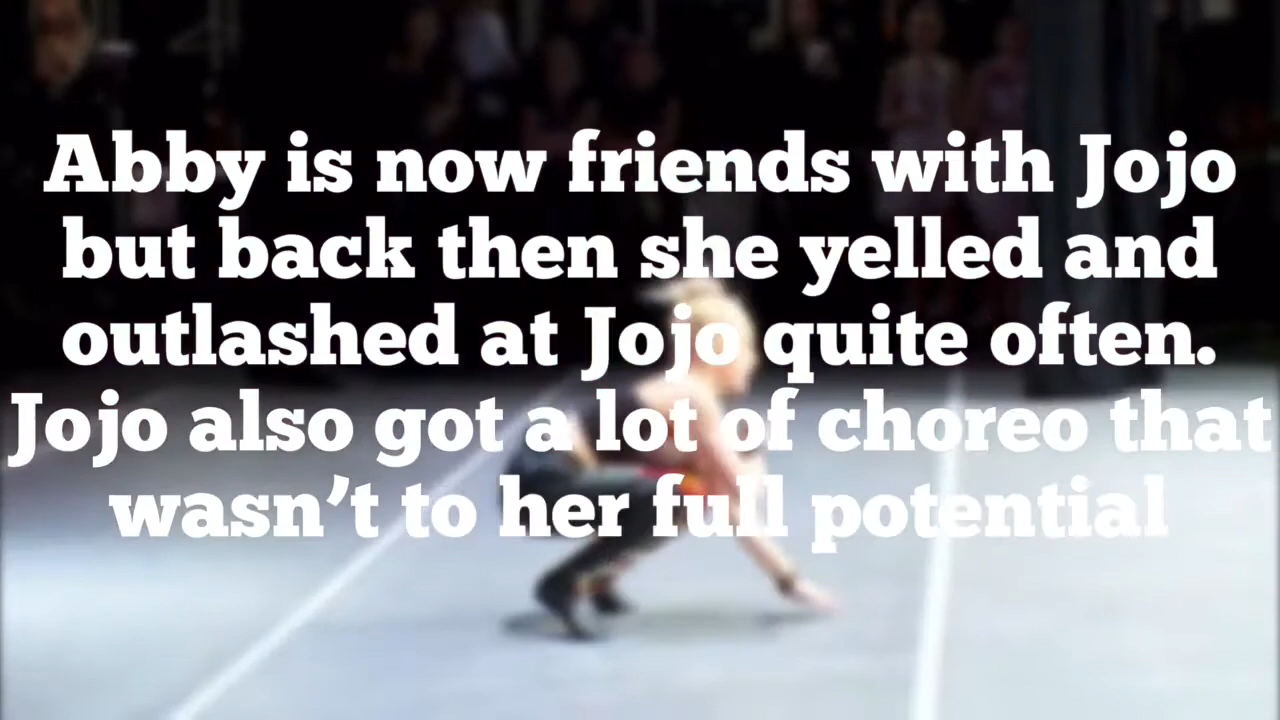 Abby is now friends with Jojo
but back then she yelled and
outlashed at Jojo quite often.
Jojo also got a lot of choreo that
wasn’t to her full potential